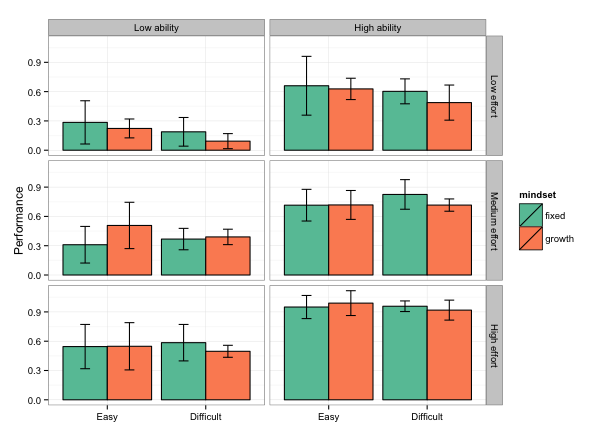 Low ability
High ability
0.9
0.6
0.3
0.0
Low effort
0.9
0.6
0.3
0.0
Medium effort
0.9
0.6
0.3
0.0
High effort
Performance
Easy
Difficult
Easy
Difficult
mindset
fixed
growth